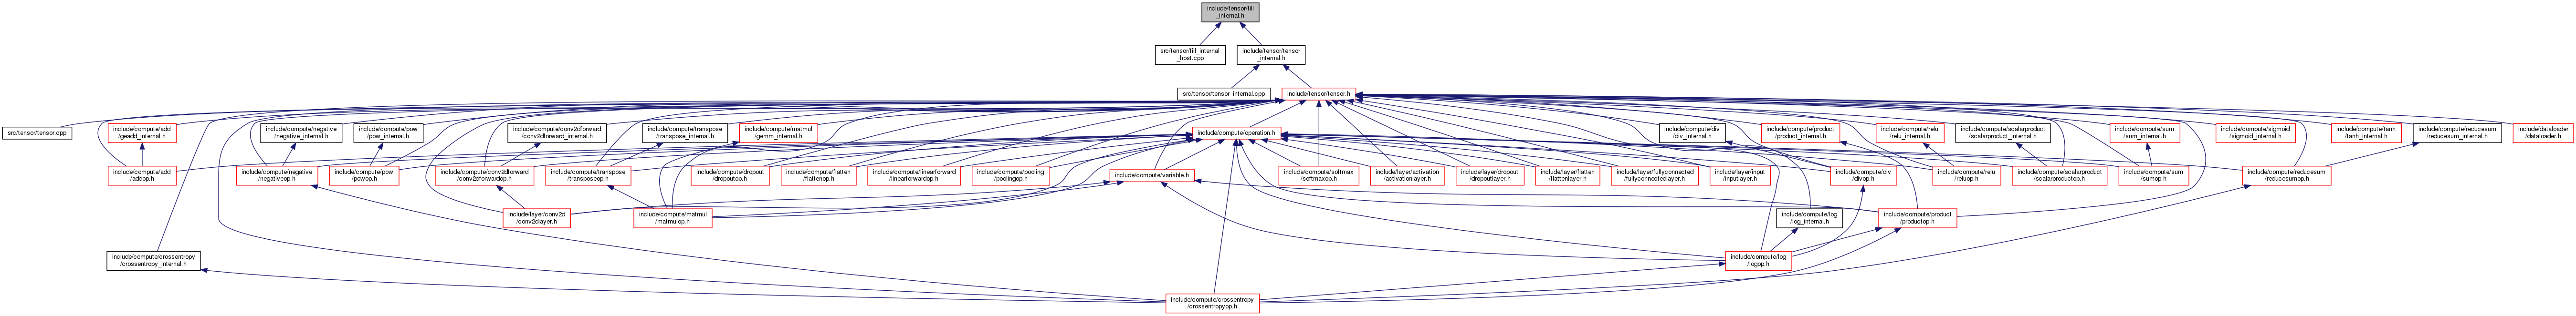 include/tensor/fill
_internal.h
src/tensor/fill_internal
_host.cpp
include/tensor/tensor
_internal.h
src/tensor/tensor_internal.cpp
include/tensor/tensor.h
src/tensor/tensor.cpp
include/compute/add
/geadd_internal.h
include/compute/negative
/negative_internal.h
include/compute/pow
/pow_internal.h
include/compute/conv2dforward
/conv2dforward_internal.h
include/compute/transpose
/transpose_internal.h
include/compute/matmul
/gemm_internal.h
include/compute/operation.h
include/compute/div
/div_internal.h
include/compute/product
/product_internal.h
include/compute/relu
/relu_internal.h
include/compute/scalarproduct
/scalarproduct_internal.h
include/compute/sum
/sum_internal.h
include/compute/sigmoid
/sigmoid_internal.h
include/compute/tanh
/tanh_internal.h
include/compute/reducesum
/reducesum_internal.h
include/dataloader
/dataloader.h
include/compute/add
/addop.h
include/compute/negative
/negativeop.h
include/compute/pow
/powop.h
include/compute/conv2dforward
/conv2dforwardop.h
include/compute/transpose
/transposeop.h
include/compute/dropout
/dropoutop.h
include/compute/flatten
/flattenop.h
include/compute/linearforward
/linearforwardop.h
include/compute/pooling
/poolingop.h
include/compute/variable.h
include/compute/softmax
/softmaxop.h
include/layer/activation
/activationlayer.h
include/layer/dropout
/dropoutlayer.h
include/layer/flatten
/flattenlayer.h
include/layer/fullyconnected
/fullyconnectedlayer.h
include/layer/input
/inputlayer.h
include/compute/div
/divop.h
include/compute/relu
/reluop.h
include/compute/scalarproduct
/scalarproductop.h
include/compute/sum
/sumop.h
include/compute/reducesum
/reducesumop.h
include/layer/conv2d
/conv2dlayer.h
include/compute/matmul
/matmulop.h
include/compute/log
/log_internal.h
include/compute/product
/productop.h
include/compute/crossentropy
/crossentropy_internal.h
include/compute/log
/logop.h
include/compute/crossentropy
/crossentropyop.h